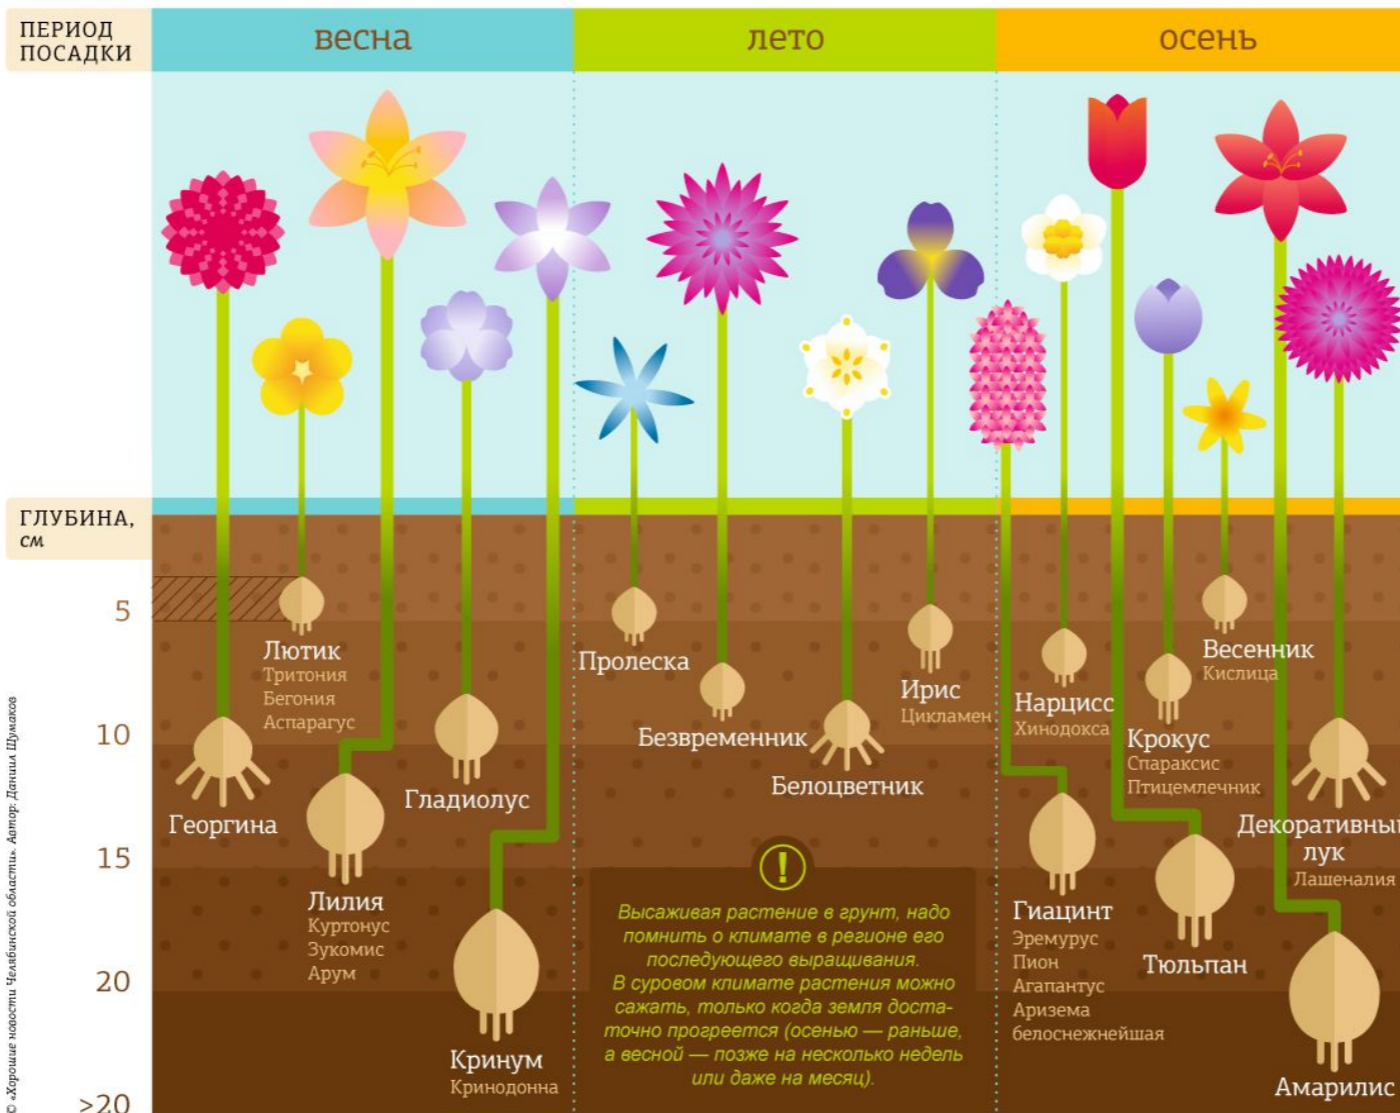 ПЕРИОД
ПОСАДКИ
весна
лето
осень
ГЛУБИНА,
см
5
10
15
20
>20
Лютик
Тритония
Бегония
Аспарагус
Георгина
Лилия
Куртонус
Зукомис
Арум
Гладиолус
Кринум
Кринодонна
Пролеска
Безвременник
Белоцветник
Ирис
Цикламен
!
Высаживая растение в грунт, надо
помнить о климате в регионе его
последующего выращивания.
В суровом климате растения можно
сажать, только когда земля доста-
точно прогреется (осенью — раньше,
а весной — позже на несколько недель
или даже на месяц).
Нарцисс
Хинодокса
Крокус
Спараксис
Птицемлечник
Весенник
Кислица
Декоративный
лук
Лашеналия
Гиацинт
Эремурус
Пион
Агапантус
Аризема
белоснежнейшая
Тюльпан
Амарилис
© «Хорошие новости Челябинской области». Автор: Даниил Шумаков